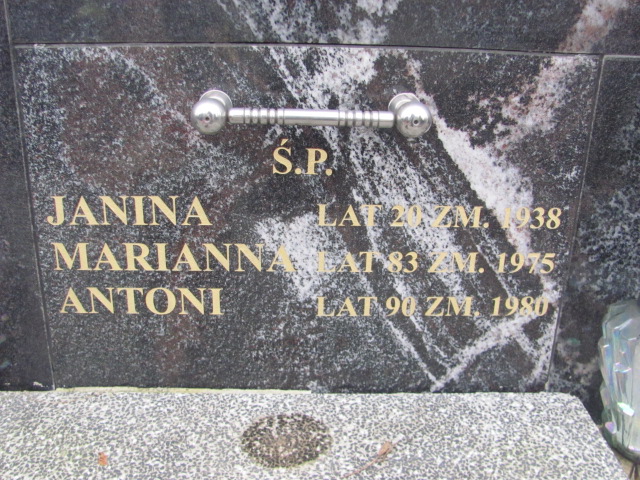 Ś.P.
JANINA LAT 20 ZM. 1938
MARIANNA LAT 83 ZM. 1975
ANTONI LAT 90 ZM. 1980